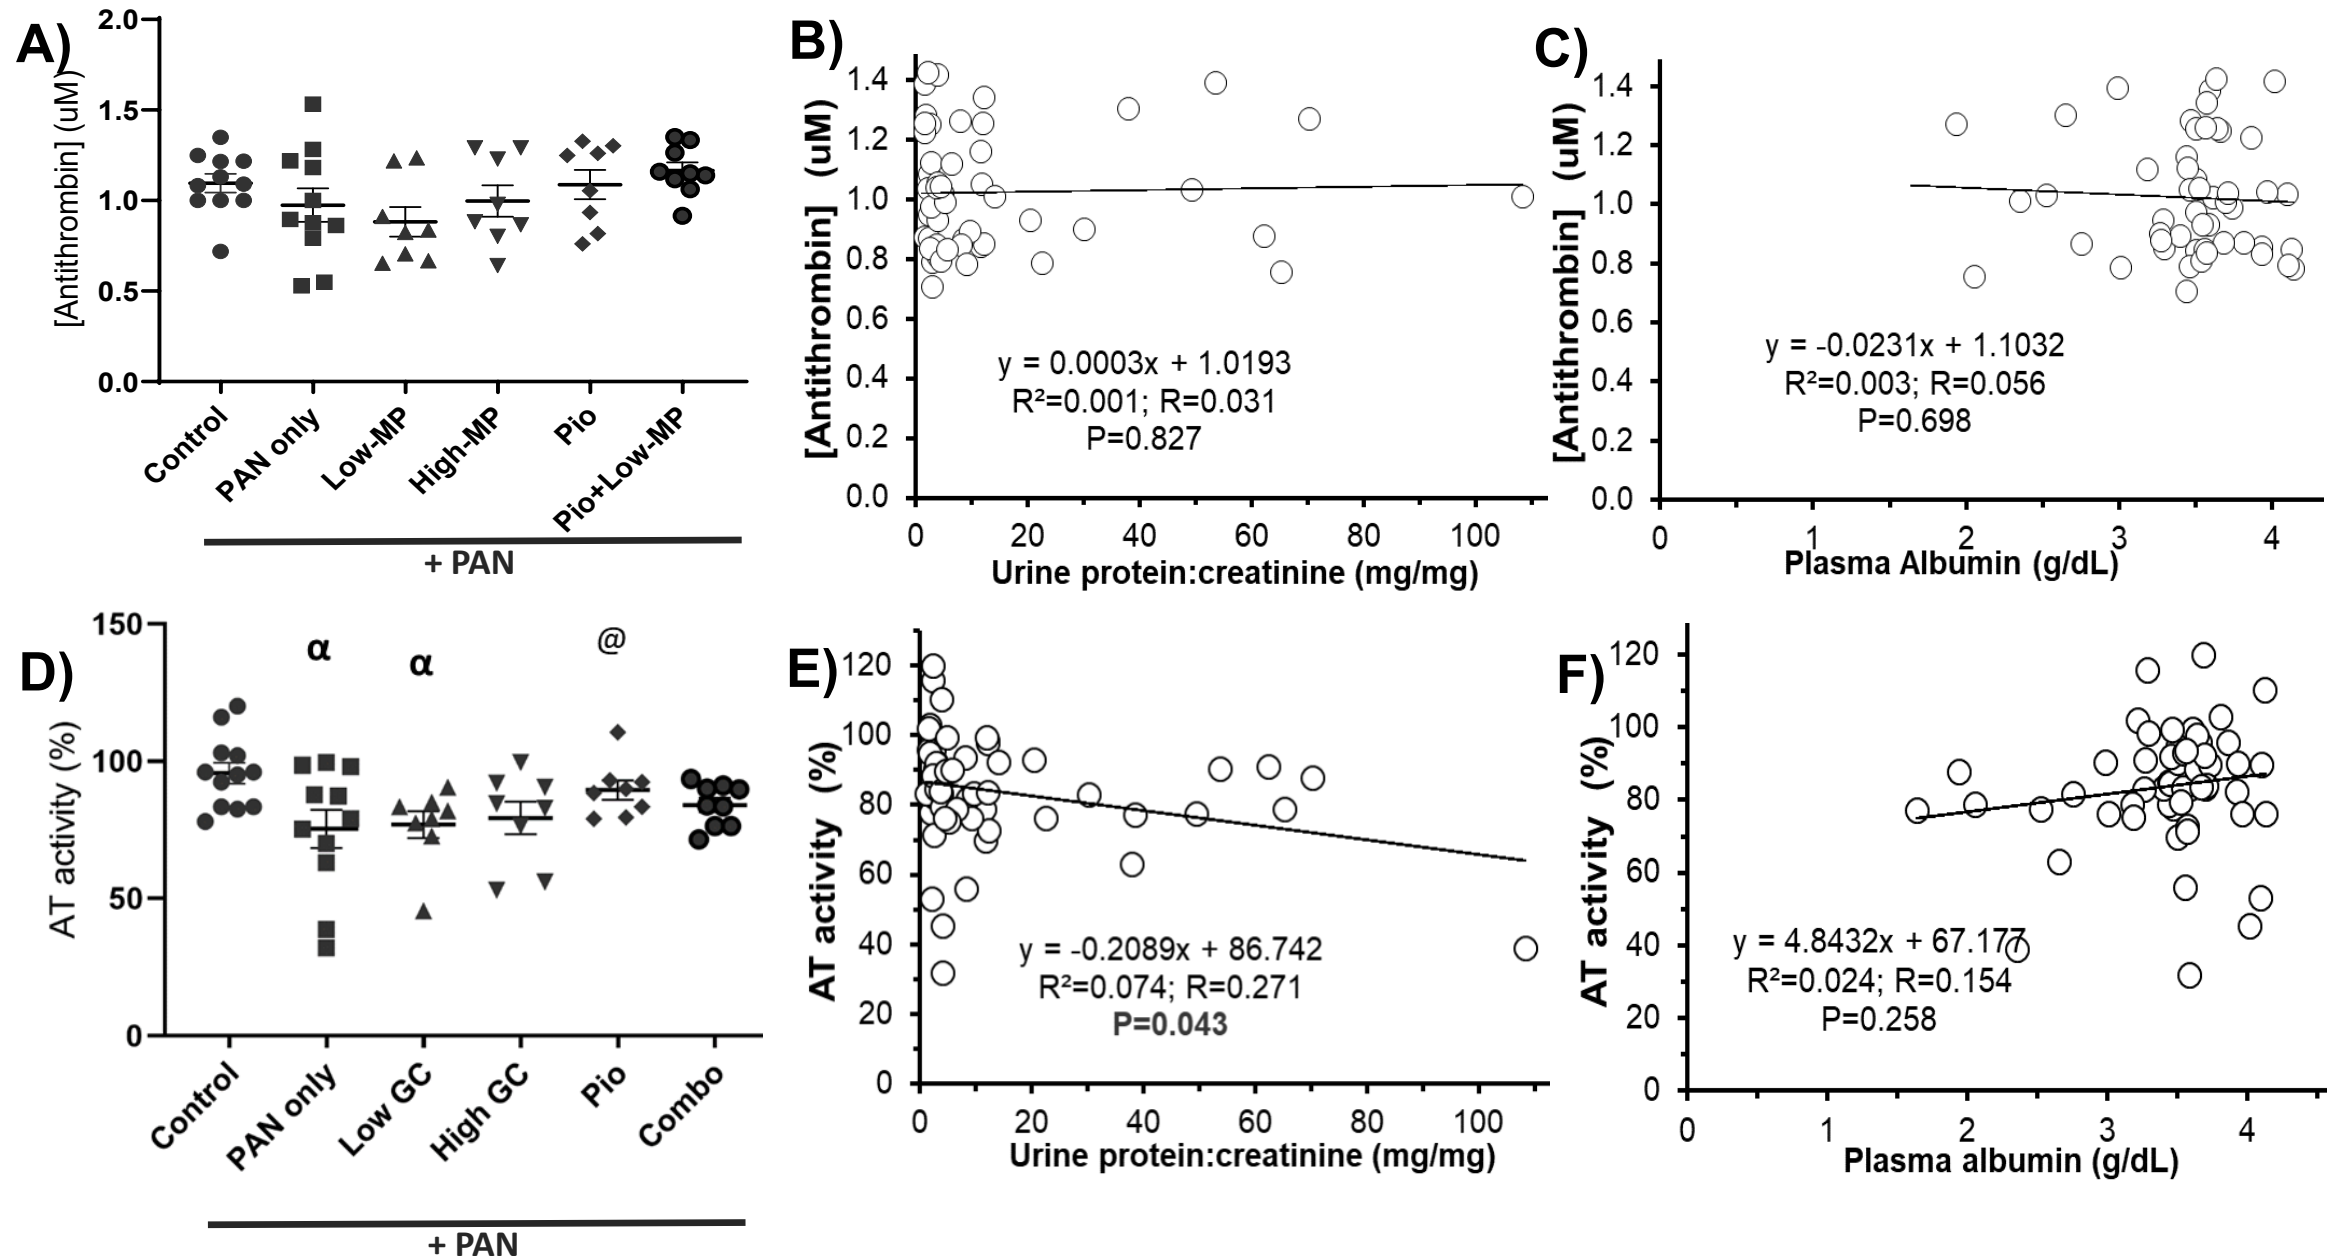 A)
[Antithrombin] (uM)
2.0
1.5
1.0
0.5
0.0
Control
PAN only
Low-MP
High-MP
Pio
Pio+Low-MP
+ PAN
B)
[Antithrombin] (uM)
1.4
1.2
1.0
0.8
0.6
0.4
0.2
0.0
y = 0.0003x + 1.0193
R²=0.001; R=0.031
P=0.827
0 20 40 60 80 100
Urine protein:creatinine (mg/mg)
C)
[Antithrombin] (uM)
1.4
1.2
1.0
0.8
0.6
0.4
0.2
0.0
y = -0.0231x + 1.1032
R²=0.003; R=0.056
P=0.698
0 1 2 3 4
Plasma Albumin (g/dL)
D)
AT activity (%)
150
100
50
0
α
α
@
Control
PAN only
Low GC
High GC
Pio
Combo
+ PAN
E)
AT activity (%)
120
100
80
60
40
20
0
y = -0.2089x + 86.742
R²=0.074; R=0.271
P=0.043
0 20 40 60 80 100
Urine protein:creatinine (mg/mg)
F)
AT activity (%)
120
100
80
60
40
20
0
y = 4.8432x + 67.177
R²=0.024; R=0.154
P=0.258
0 1 2 3 4
Plasma albumin (g/dL)